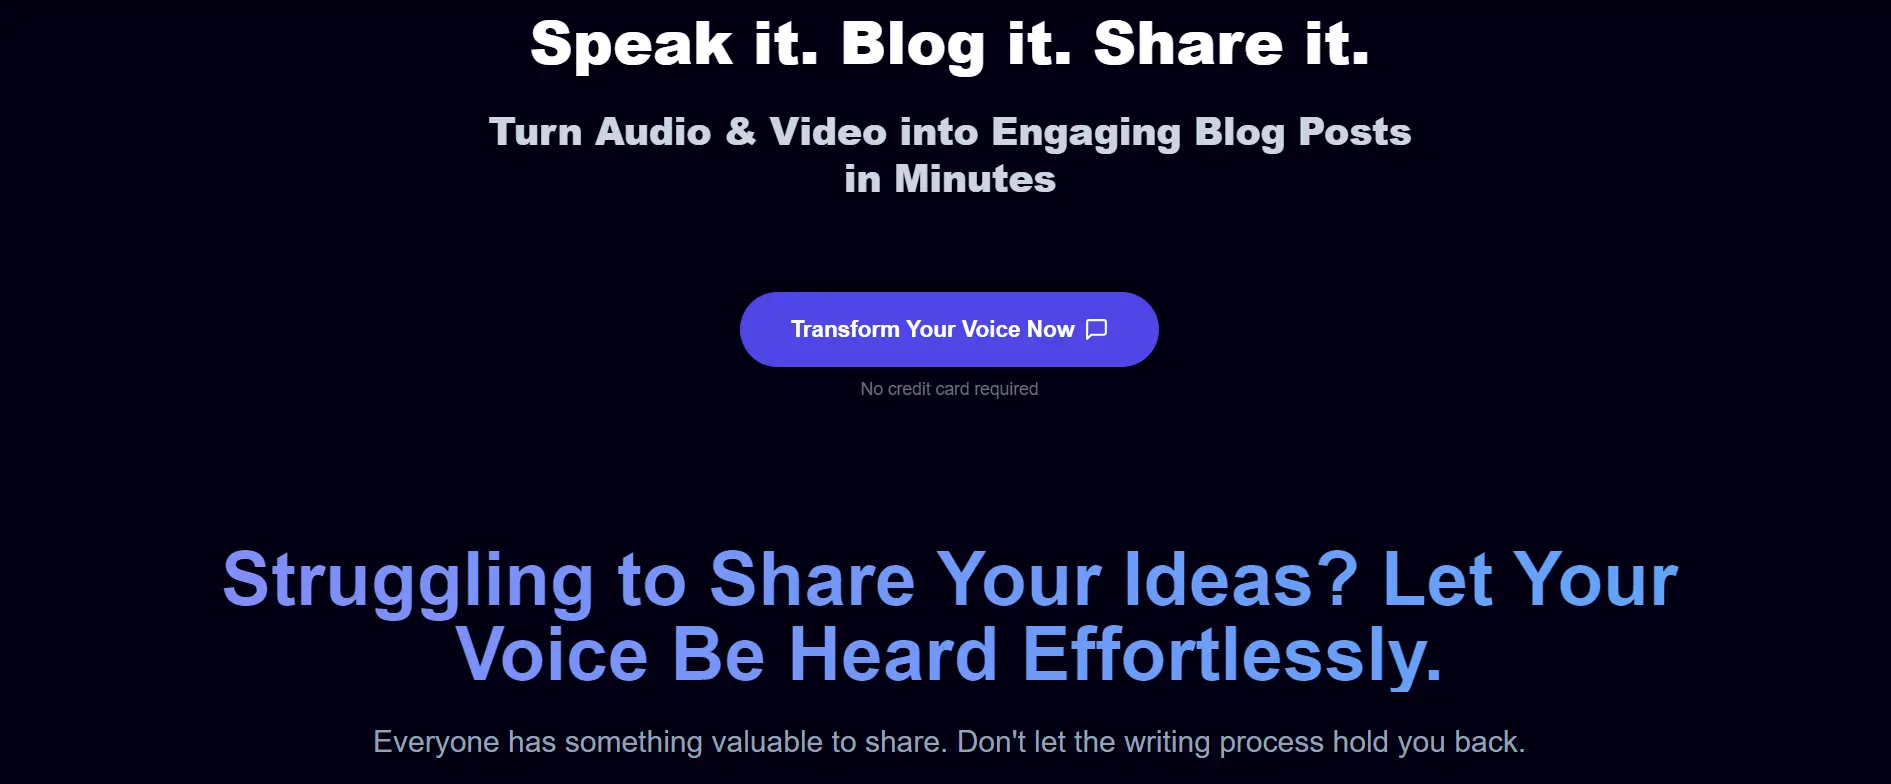 Speak it. Blog it. Share it.
Turn Audio & Video into Engaging Blog Posts
in Minutes
Transform Your Voice Now
No credit card required
Struggling to Share Your Ideas? Let Your
Voice Be Heard Effortlessly.
Everyone has something valuable to share. Don't let the writing process hold you back.